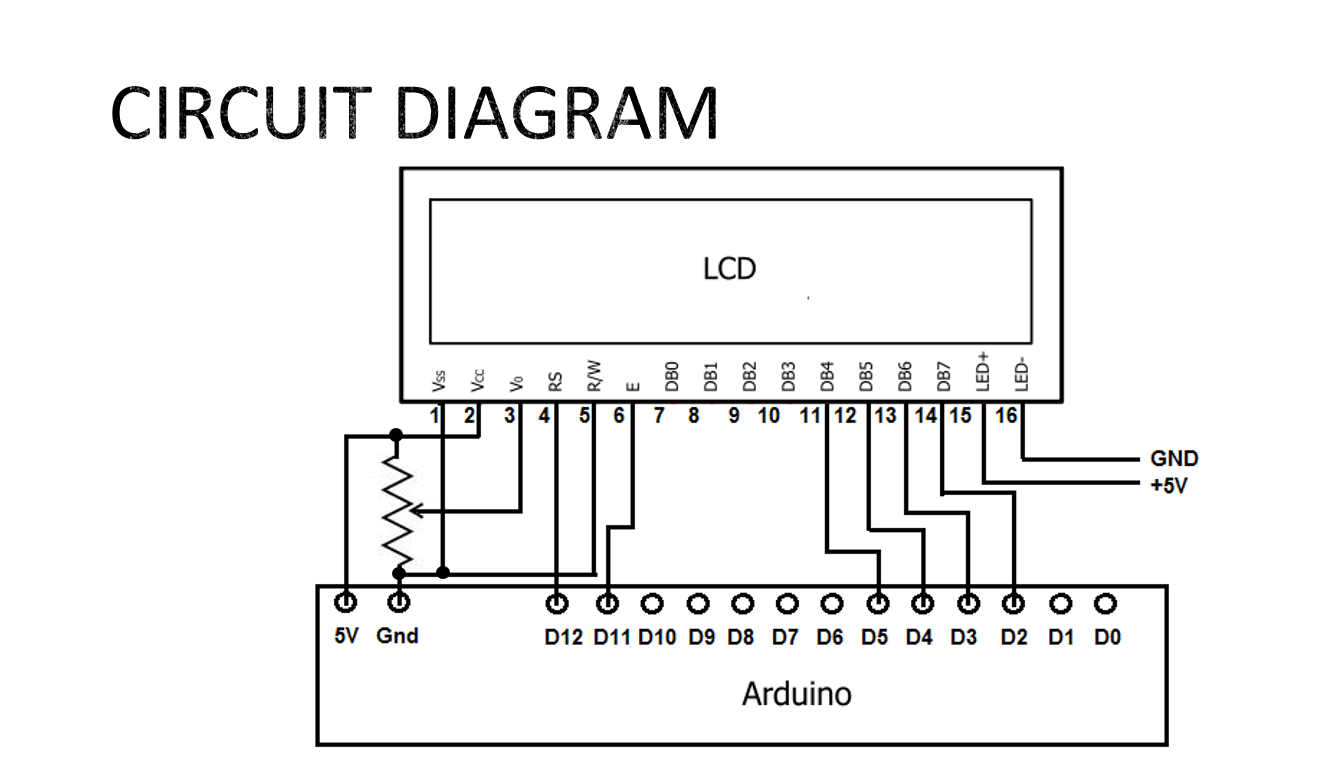 CIRCUIT DIAGRAM
LCD
Vss Vcc V0 RS R/W E DB0 DB1 DB2 DB3 DB4 DB5 DB6 DB7 LED+ LED-
1 2 3 4 5 6 7 8 9 10 11 12 13 14 15 16
GND
+5V
5V Gnd D12 D11 D10 D9 D8 D7 D6 D5 D4 D3 D2 D1 D0
Arduino